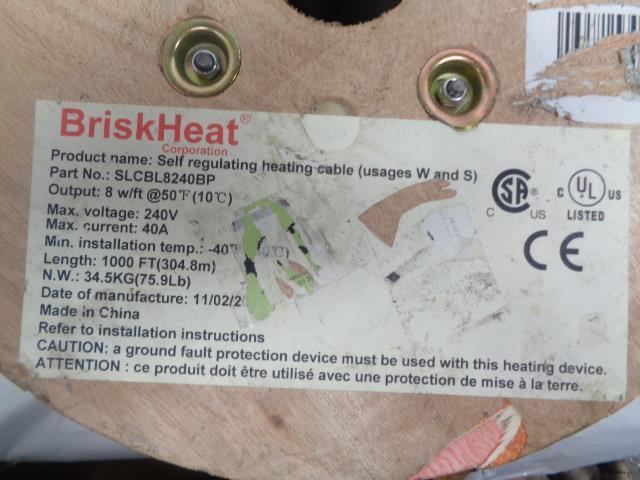 BriskHeat®
Corporation
Product name: Self regulating heating cable (usages W and S)
Part No.: SLCBL8240BP
Output: 8 w/ft @50°F(10°C)
Max. voltage: 240V
Max. current: 40A
Min. installation temp.: -40
Length: 1000 FT(304.8m)
N.W.: 34.5KG(75.9Lb)
Date of manufacture: 11/02/2
Made in China
Refer to installation instructions
CAUTION: a ground fault protection device must be used with this heating device.
ATTENTION : ce produit doit être utilisé avec une protection de mise à la terre.
C SA US
C UL US
LISTED
CE